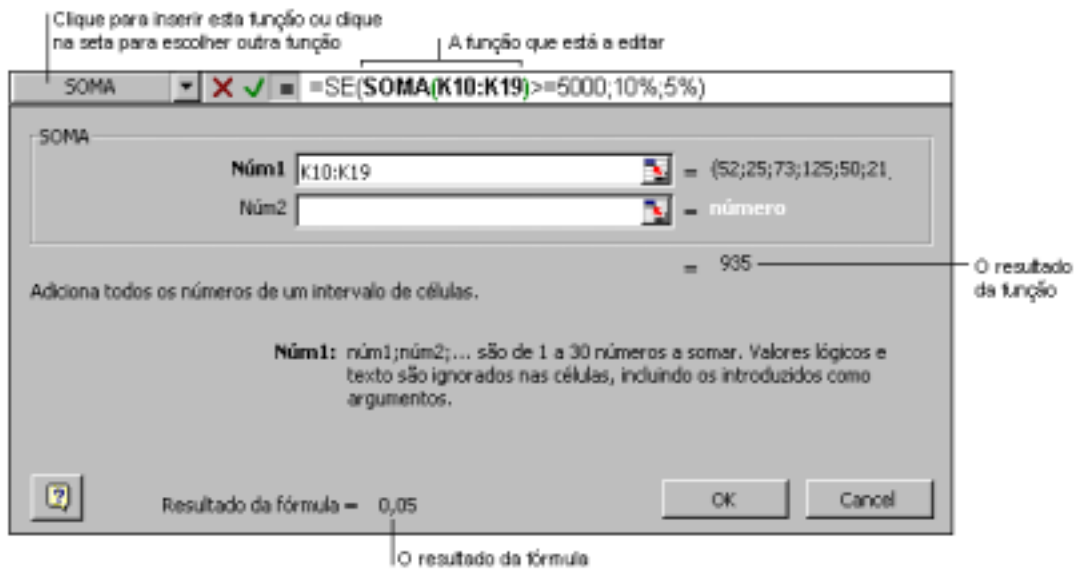 Clique para inserir esta função ou clique
na seta para escolher outra função
A função que está a editar
SOMA
=SE(SOMA(K10:K19)>=5000;10%;5%)
SOMA
Núm1 K10:K19 = {52;25;73;125;50;21
Núm2 = número
= 935
O resultado
da função
Adiciona todos os números de um intervalo de células.
Núm1: núm1;núm2;... são de 1 a 30 números a somar. Valores lógicos e
texto são ignorados nas células, incluindo os introduzidos como
argumentos.
Resultado da fórmula = 0,05
OK
Cancel
O resultado da fórmula